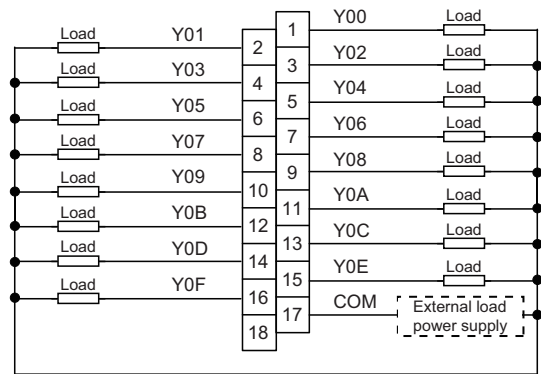 Load Y01 2 1 Y00 Load
Load Y03 4 3 Y02 Load
Load Y05 6 5 Y04 Load
Load Y07 8 7 Y06 Load
Load Y09 10 9 Y08 Load
Load Y0B 12 11 Y0A Load
Load Y0D 14 13 Y0C Load
Load Y0F 16 15 Y0E Load
18 17 COM External load
power supply